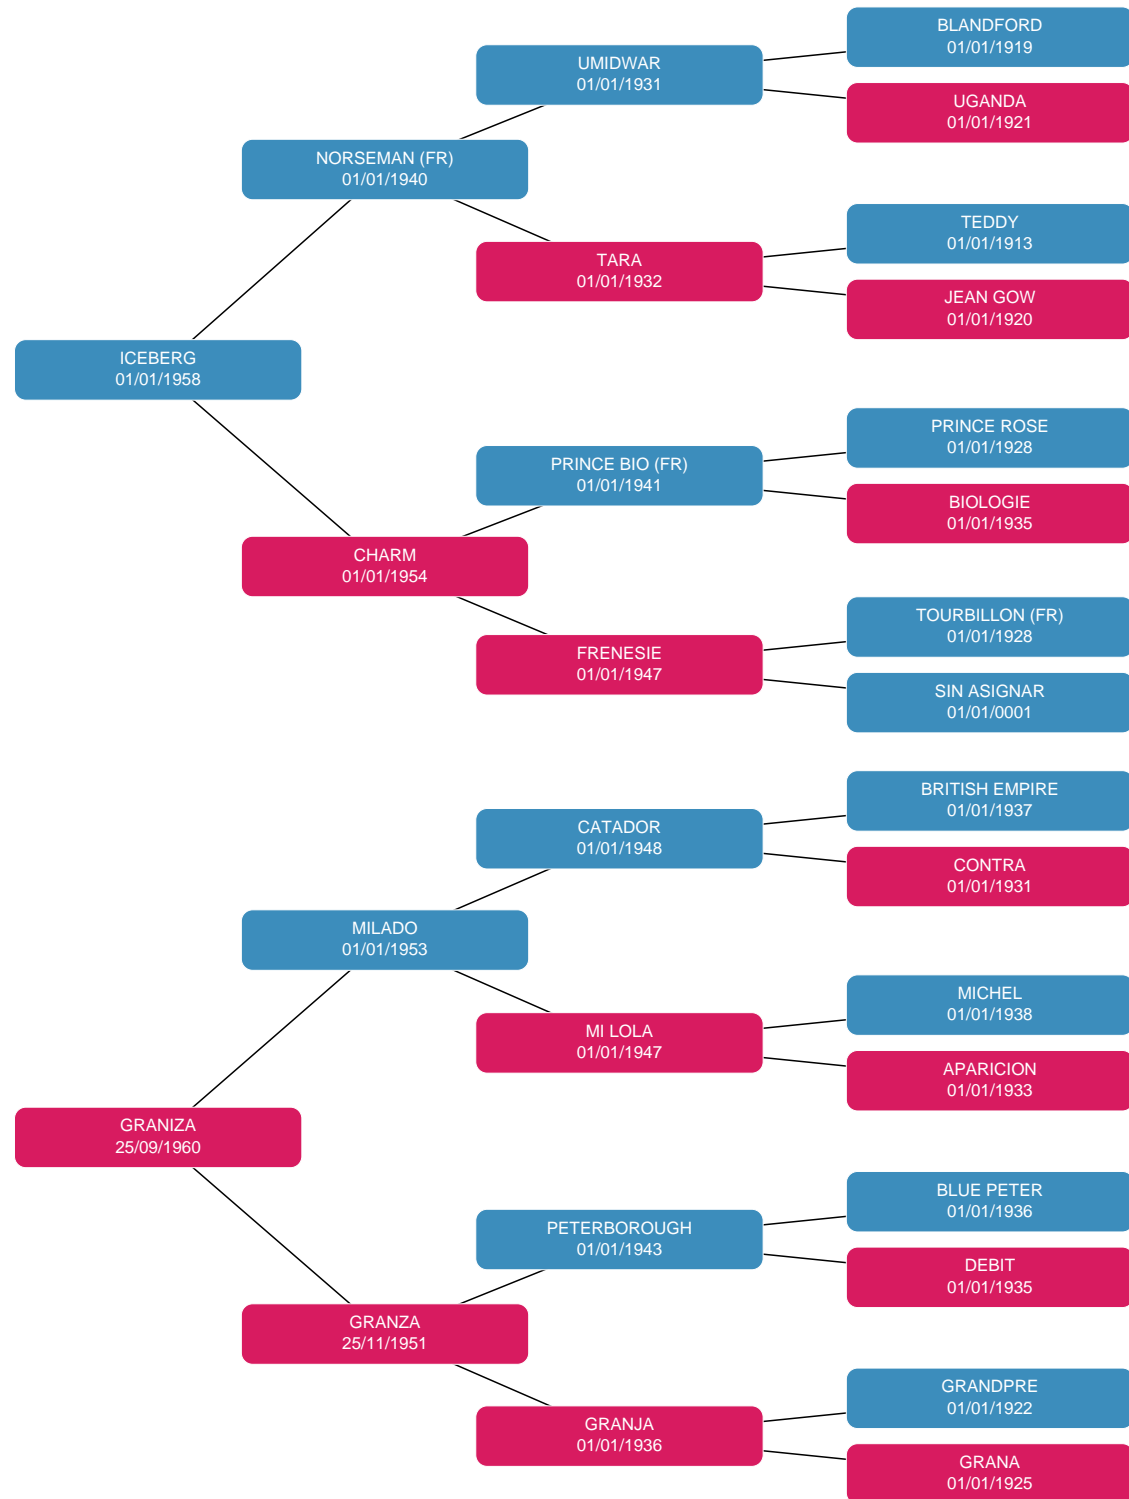 BLANDFORD
01/01/1919
UMIDWAR
01/01/1931
UGANDA
01/01/1921
NORSEMAN (FR)
01/01/1940
TEDDY
01/01/1913
TARA
01/01/1932
JEAN GOW
01/01/1920
ICEBERG
01/01/1958
PRINCE ROSE
01/01/1928
PRINCE BIO (FR)
01/01/1941
BIOLOGIE
01/01/1935
CHARM
01/01/1954
TOURBILLON (FR)
01/01/1928
FRENESIE
01/01/1947
SIN ASIGNAR
01/01/0001
BRITISH EMPIRE
01/01/1937
CATADOR
01/01/1948
CONTRA
01/01/1931
MILADO
01/01/1953
MICHEL
01/01/1938
MI LOLA
01/01/1947
APARICION
01/01/1933
GRANIZA
25/09/1960
BLUE PETER
01/01/1936
PETERBOROUGH
01/01/1943
DEBIT
01/01/1935
GRANZA
25/11/1951
GRANDPRE
01/01/1922
GRANJA
01/01/1936
GRANA
01/01/1925